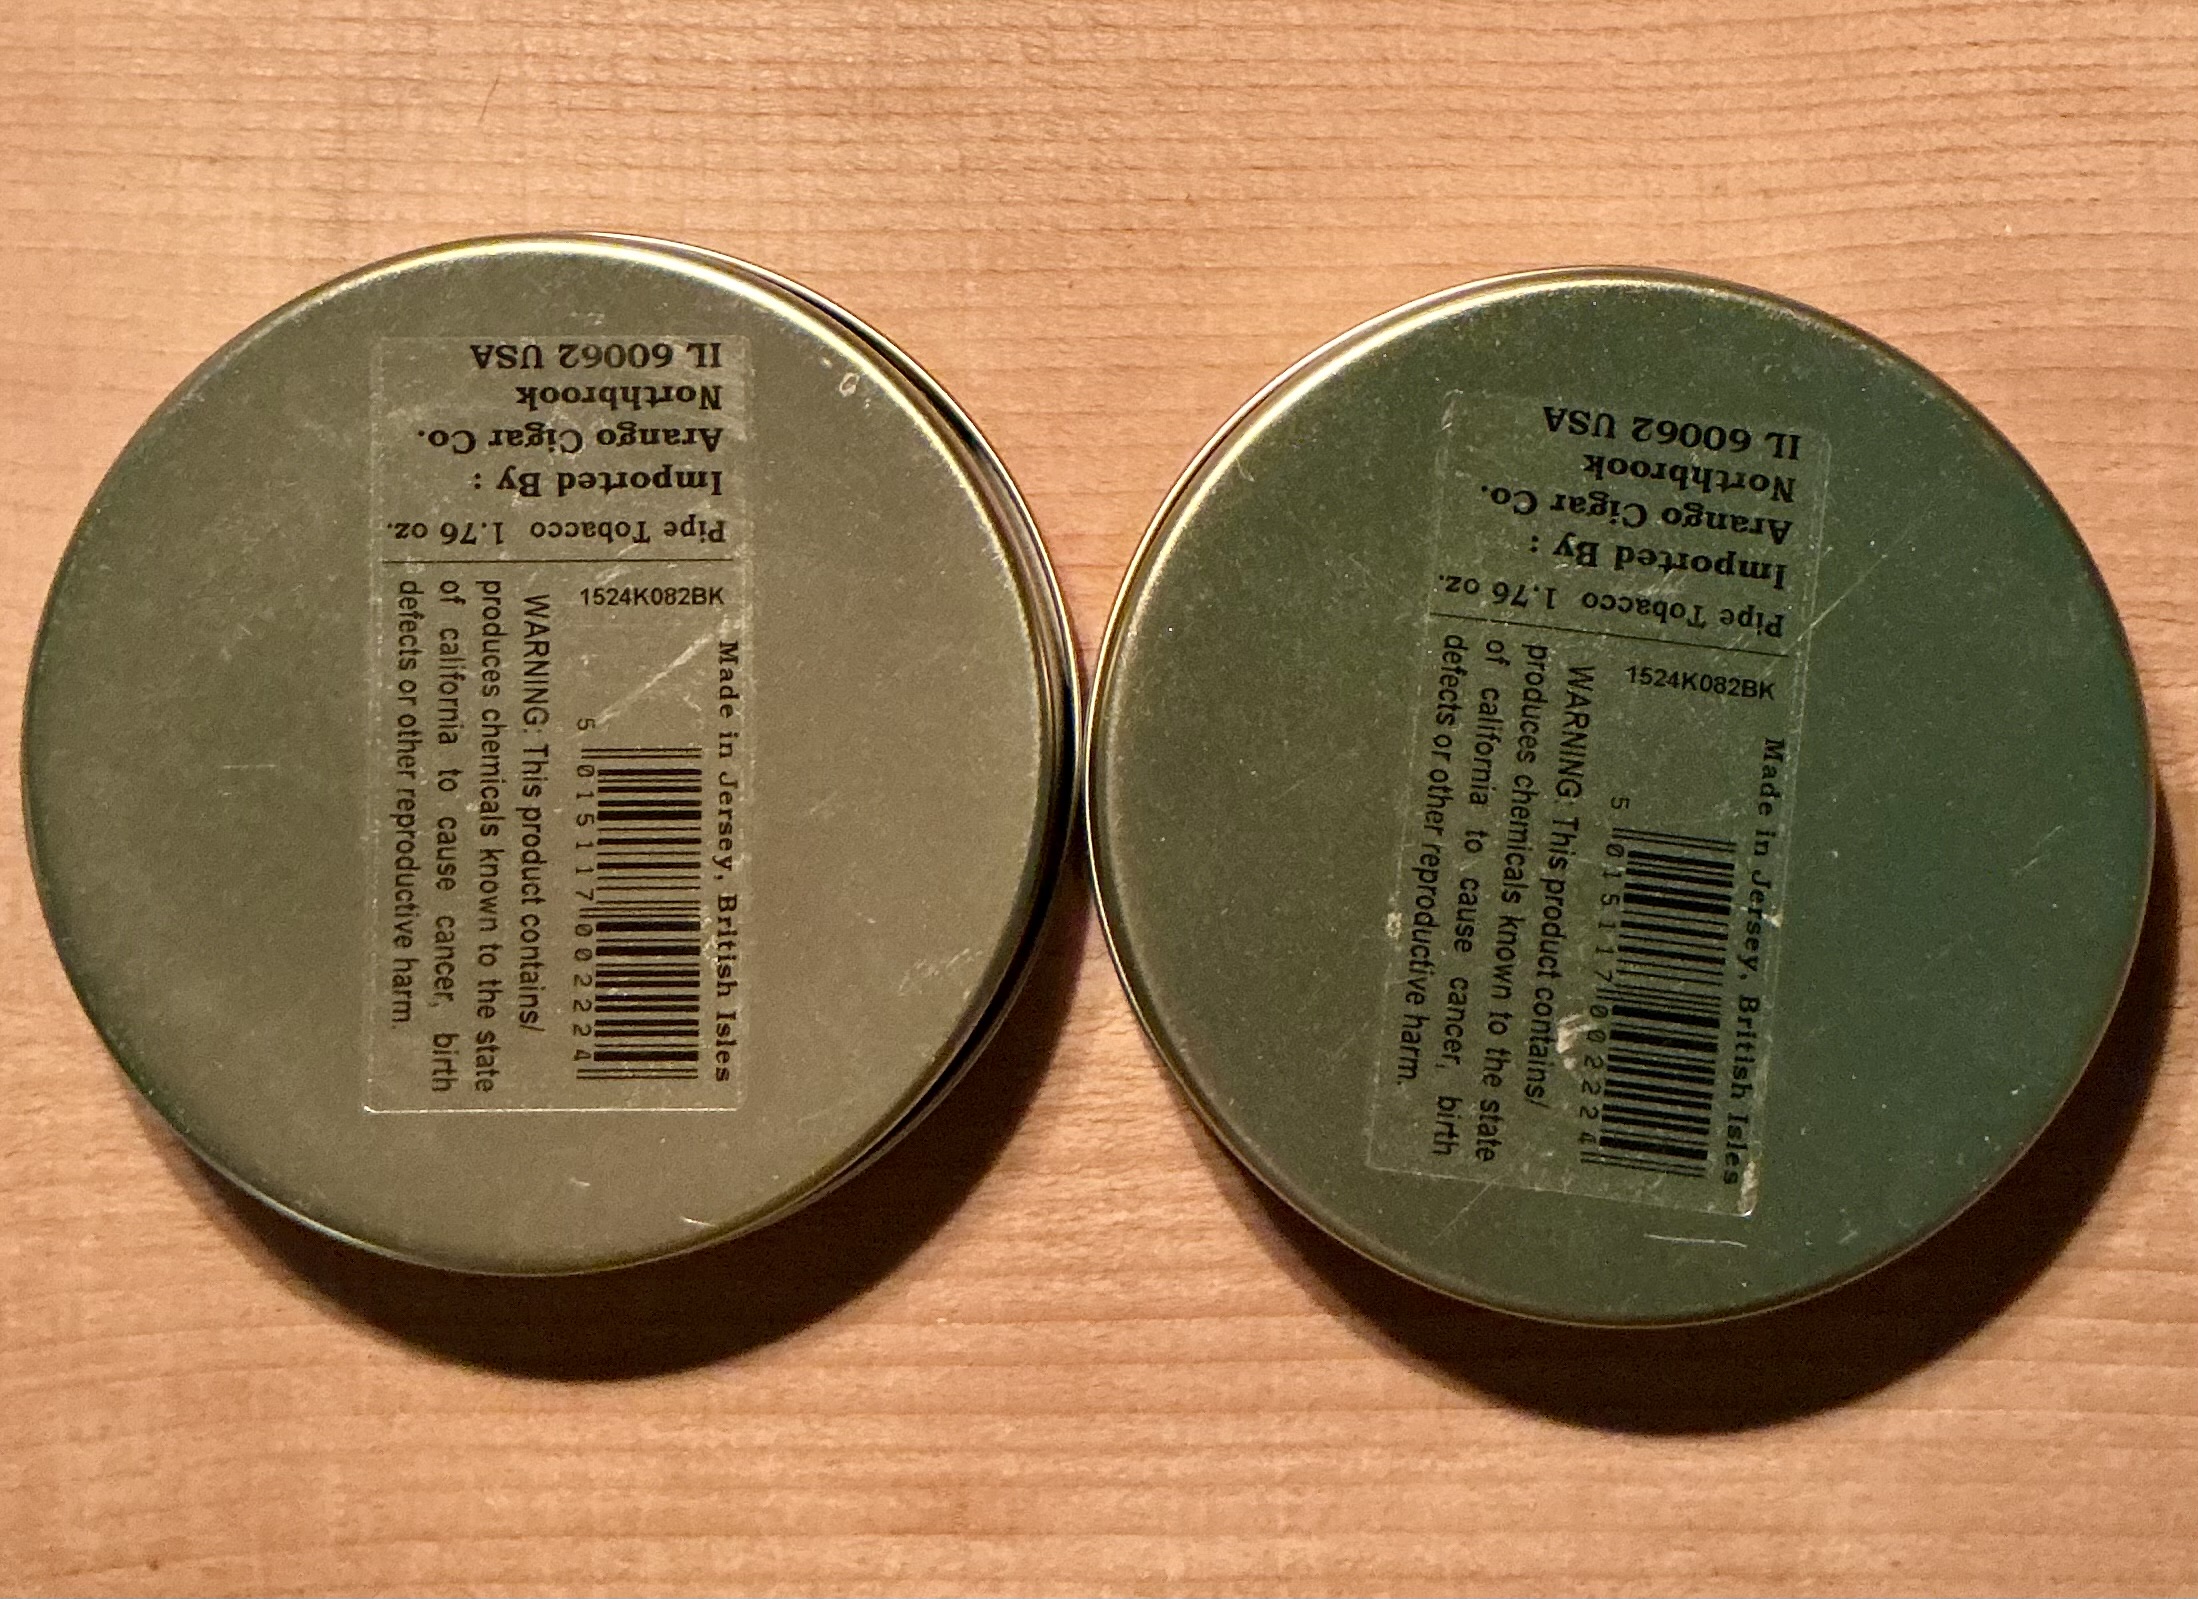 Imported By :
Arango Cigar Co.
Northbrook
IL 60062 USA
Pipe Tobacco 1.76 oz.
1524K082BK
Made in Jersey, British Isles
5 015117 002224
WARNING: This product contains/
produces chemicals known to the state
of california to cause cancer, birth
defects or other reproductive harm.
Imported By :
Arango Cigar Co.
Northbrook
IL 60062 USA
Pipe Tobacco 1.76 oz.
1524K082BK
Made in Jersey, British Isles
5 015117 002224
WARNING: This product contains/
produces chemicals known to the state
of california to cause cancer, birth
defects or other reproductive harm.